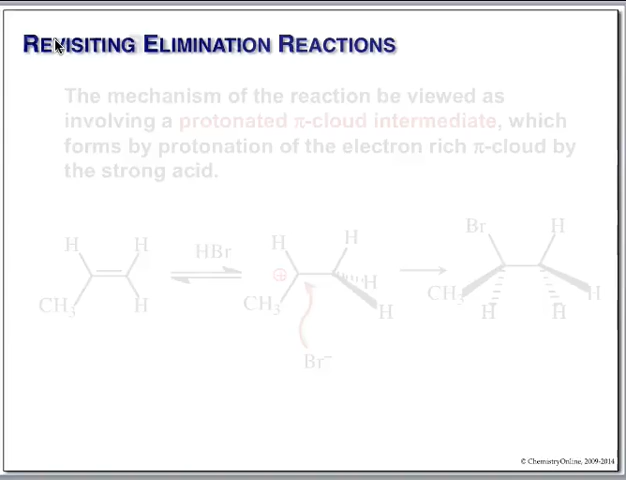 REVISITING ELIMINATION REACTIONS
The mechanism of the reaction be viewed as
involving a protonated π-cloud intermediate, which
forms by protonation of the electron rich π-cloud by
the strong acid.
H H HBr H H Br H
⊕ H
CH3 H CH3 H CH3 H H H
Br−
© ChemistryOnline, 2009-2014